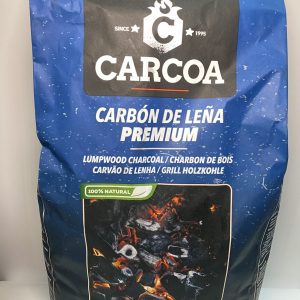 SINCE 1995
C
CARCOA
CARBÓN DE LEÑA
PREMIUM
LUMPWOOD CHARCOAL / CHARBON DE BOIS
CARVÃO DE LENHA / GRILL HOLZKOHLE
100% NATURAL